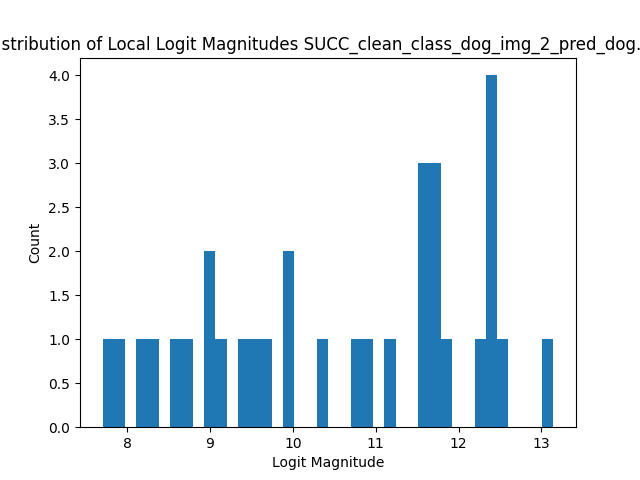 stribution of Local Logit Magnitudes SUCC_clean_class_dog_img_2_pred_dog.
4.0
3.5
3.0
2.5
2.0
1.5
1.0
0.5
0.0
Count
8 9 10 11 12 13
Logit Magnitude